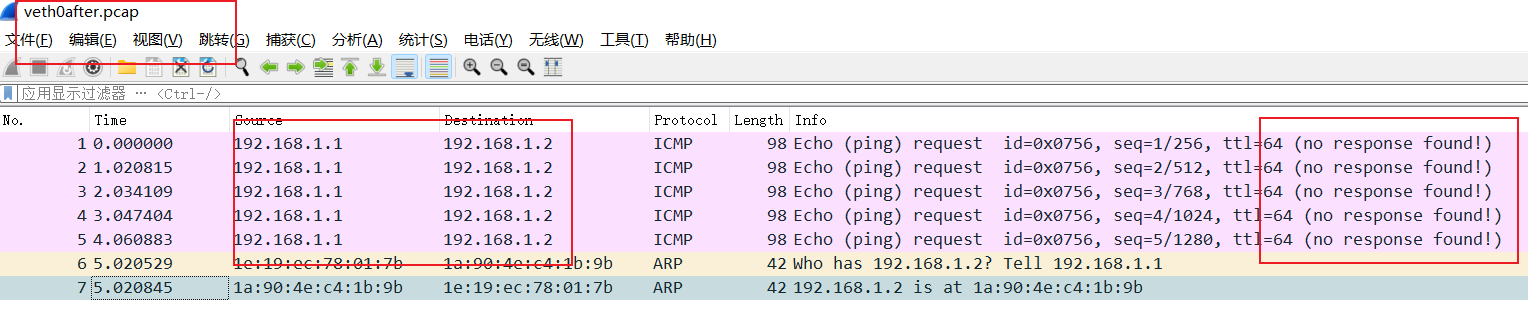 veth0after.pcap
文件(F) 编辑(E) 视图(V) 跳转(G) 捕获(C) 分析(A) 统计(S) 电话(Y) 无线(W) 工具(T) 帮助(H)
应用显示过滤器 … <Ctrl-/>
No. Time Source Destination Protocol Length Info
1 0.000000 192.168.1.1 192.168.1.2 ICMP 98 Echo (ping) request id=0x0756, seq=1/256, ttl=64 (no response found!)
2 1.020815 192.168.1.1 192.168.1.2 ICMP 98 Echo (ping) request id=0x0756, seq=2/512, ttl=64 (no response found!)
3 2.034109 192.168.1.1 192.168.1.2 ICMP 98 Echo (ping) request id=0x0756, seq=3/768, ttl=64 (no response found!)
4 3.047404 192.168.1.1 192.168.1.2 ICMP 98 Echo (ping) request id=0x0756, seq=4/1024, ttl=64 (no response found!)
5 4.060883 192.168.1.1 192.168.1.2 ICMP 98 Echo (ping) request id=0x0756, seq=5/1280, ttl=64 (no response found!)
6 5.020529 1e:19:ec:78:01:7b 1a:90:4e:c4:1b:9b ARP 42 Who has 192.168.1.2? Tell 192.168.1.1
7 5.020845 1a:90:4e:c4:1b:9b 1e:19:ec:78:01:7b ARP 42 192.168.1.2 is at 1a:90:4e:c4:1b:9b